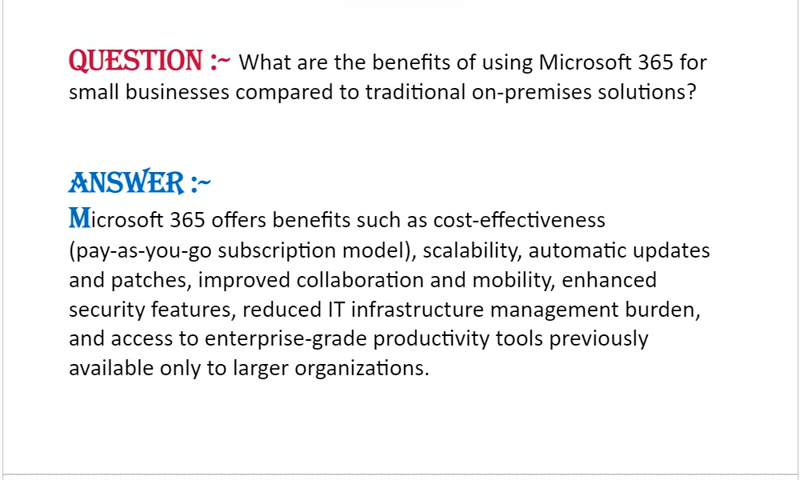 QUESTION :~ What are the benefits of using Microsoft 365 for
small businesses compared to traditional on-premises solutions?
ANSWER :~
Microsoft 365 offers benefits such as cost-effectiveness
(pay-as-you-go subscription model), scalability, automatic updates
and patches, improved collaboration and mobility, enhanced
security features, reduced IT infrastructure management burden,
and access to enterprise-grade productivity tools previously
available only to larger organizations.